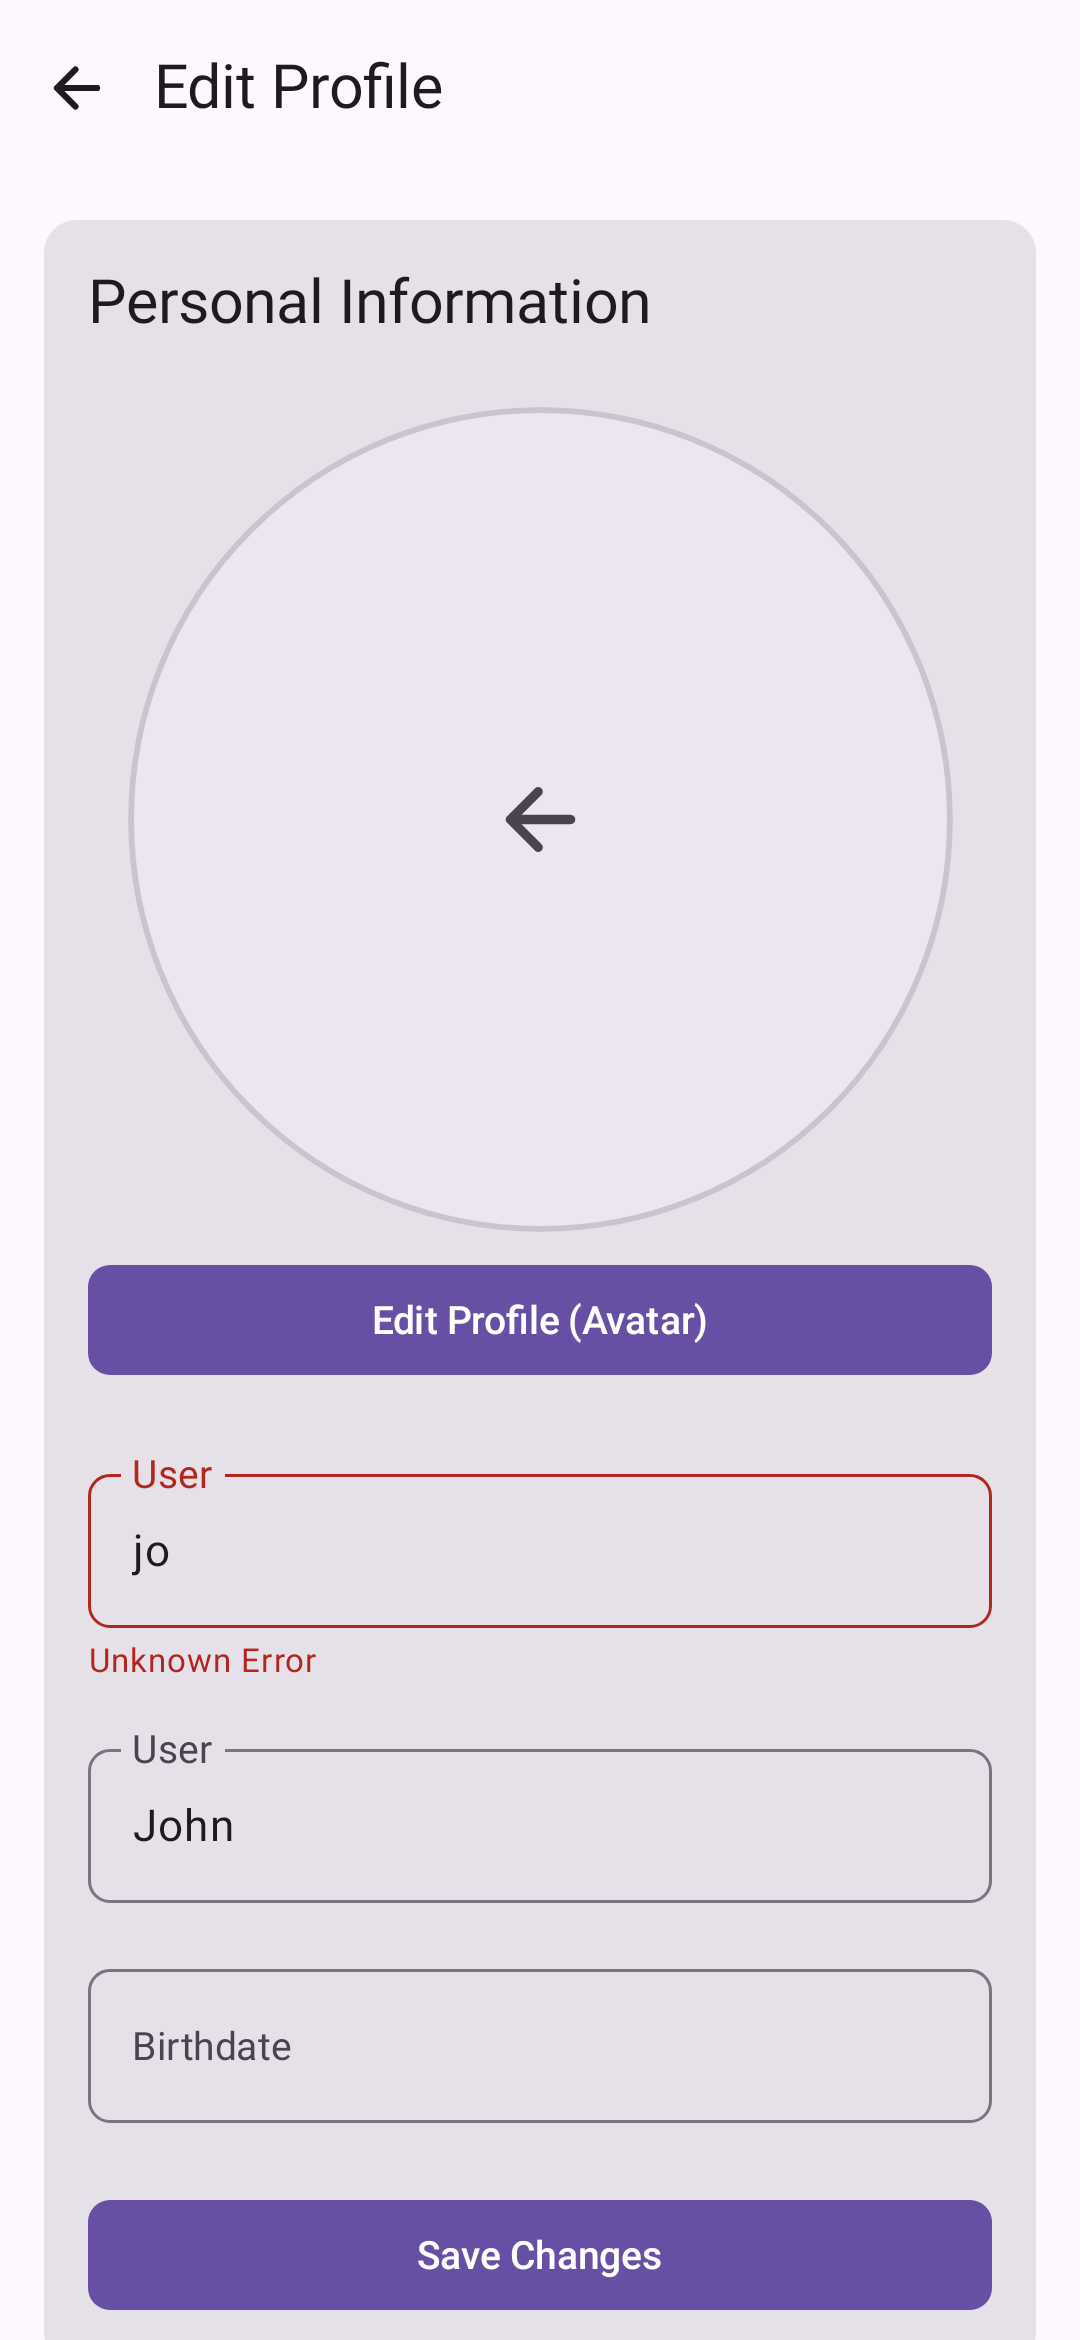 Edit Profile
Personal Information
Edit Profile (Avatar)
User
jo
Unknown Error
User
John
Birthdate
Save Changes